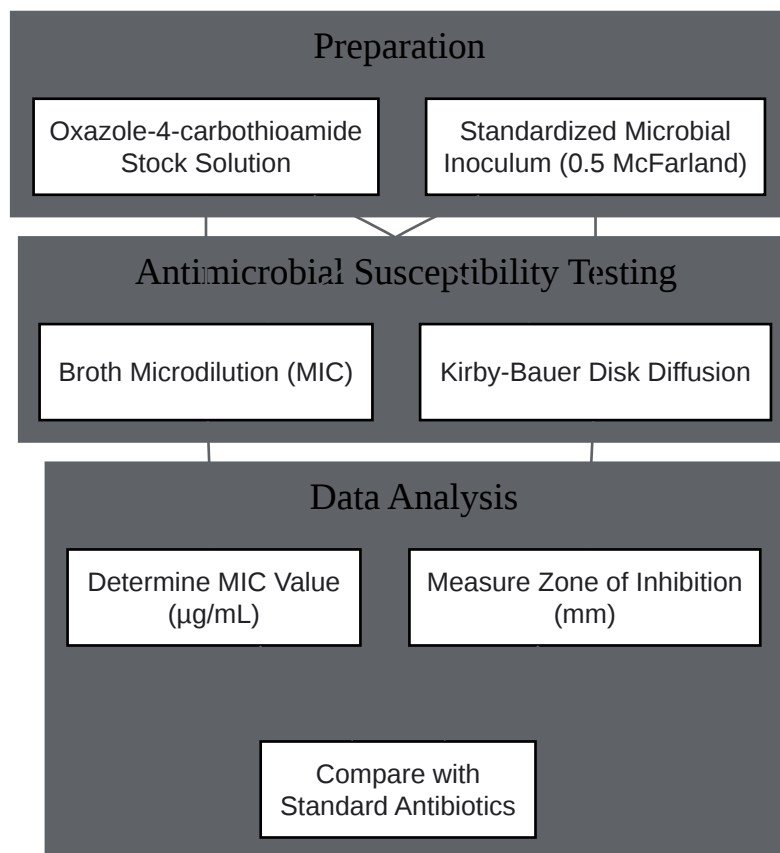 Preparation
Oxazole-4-carbothioamide
Stock Solution
Standardized Microbial
Inoculum (0.5 McFarland)
Antimicrobial Susceptibility Testing
Broth Microdilution (MIC)
Kirby-Bauer Disk Diffusion
Data Analysis
Determine MIC Value
(µg/mL)
Measure Zone of Inhibition
(mm)
Compare with
Standard Antibiotics